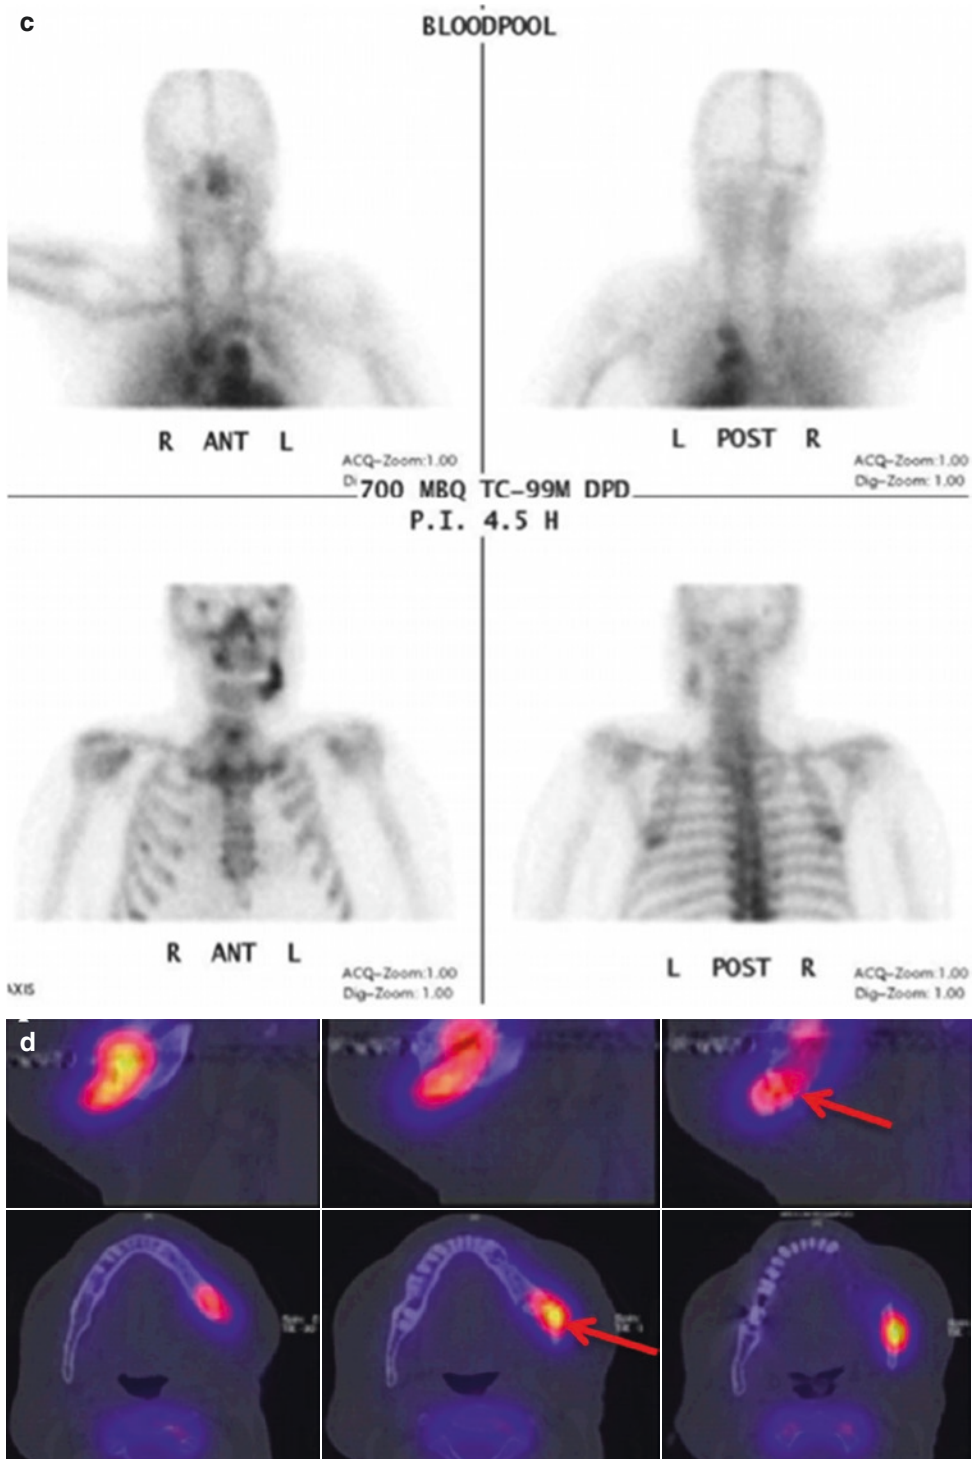 c
BLOODPOOL
R ANT L
L POST R
ACQ-Zoom:1.00
ACQ-Zoom:1.00
Dig-Zoom: 1.00
700 MBQ TC-99M DPD
P.I. 4.5 H
R ANT L
L POST R
ACQ-Zoom:1.00
Dig-Zoom: 1.00
ACQ-Zoom:1.00
Dig-Zoom: 1.00
AXIS
d